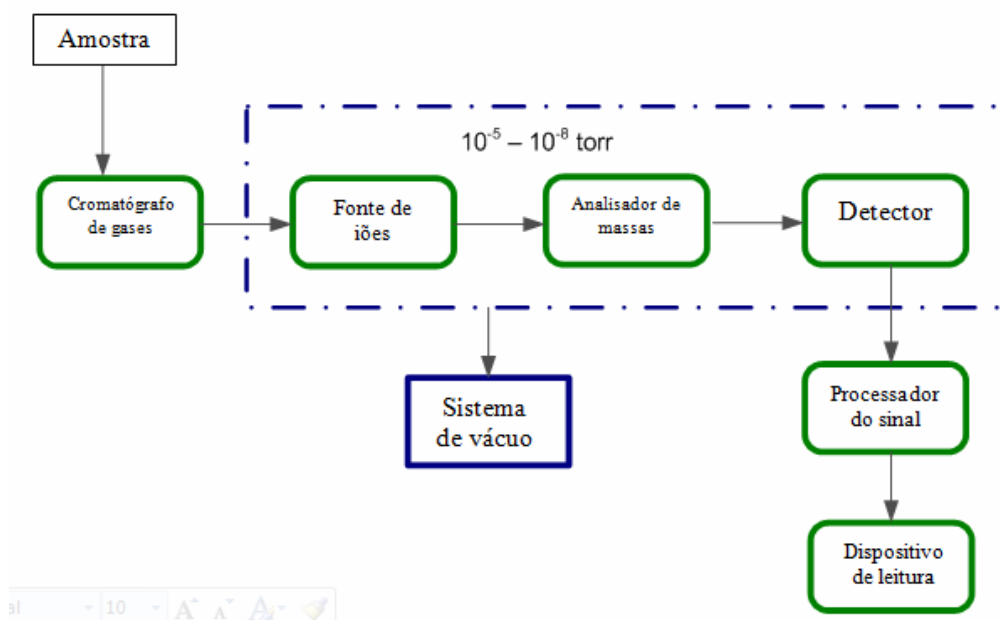 Amostra
10⁻⁵ – 10⁻⁸ torr
Cromatógrafo
de gases
Fonte de
iões
Analisador de
massas
Detector
Sistema
de vácuo
Processador
do sinal
Dispositivo
de leitura
al 10 A A A